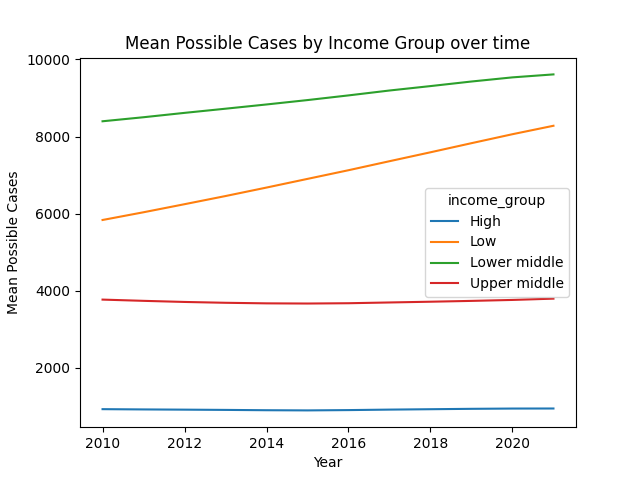 Mean Possible Cases by Income Group over time
10000
8000
6000
4000
2000
Mean Possible Cases
income_group
High
Low
Lower middle
Upper middle
2010 2012 2014 2016 2018 2020
Year